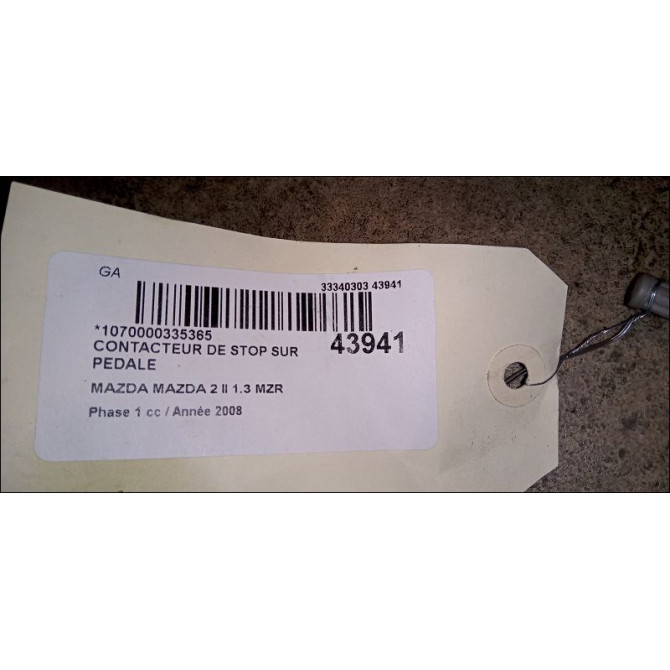 GA
33340303 43941
*1070000335365
43941
CONTACTEUR DE STOP SUR
PEDALE
MAZDA MAZDA 2 II 1.3 MZR
Phase 1 cc / Année 2008